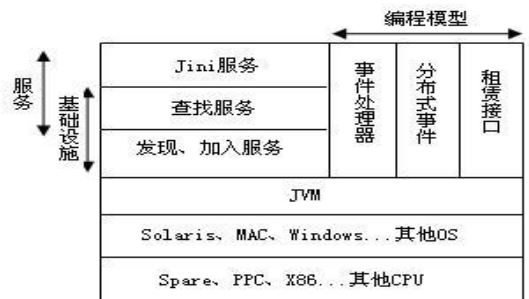 编程模型
服务
基础设施
Jini服务
查找服务
发现、加入服务
事件处理器
分布式事件
租赁接口
JVM
Solaris、MAC、Windows...其他OS
Spare、PPC、X86...其他CPU